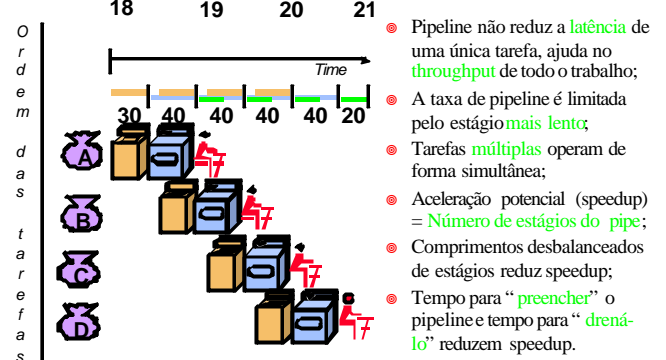 18 19 20 21
Time
30 40 40 40 40 20
Ordem das tarefas
A
B
C
D
Pipeline não reduz a latência de
uma única tarefa, ajuda no
throughput de todo o trabalho;
A taxa de pipeline é limitada
pelo estágio mais lento;
Tarefas múltiplas operam de
forma simultânea;
Aceleração potencial (speedup)
= Número de estágios do pipe;
Comprimentos desbalanceados
de estágios reduz speedup;
Tempo para “ preencher” o
pipeline e tempo para “ drená-
lo” reduzem speedup.